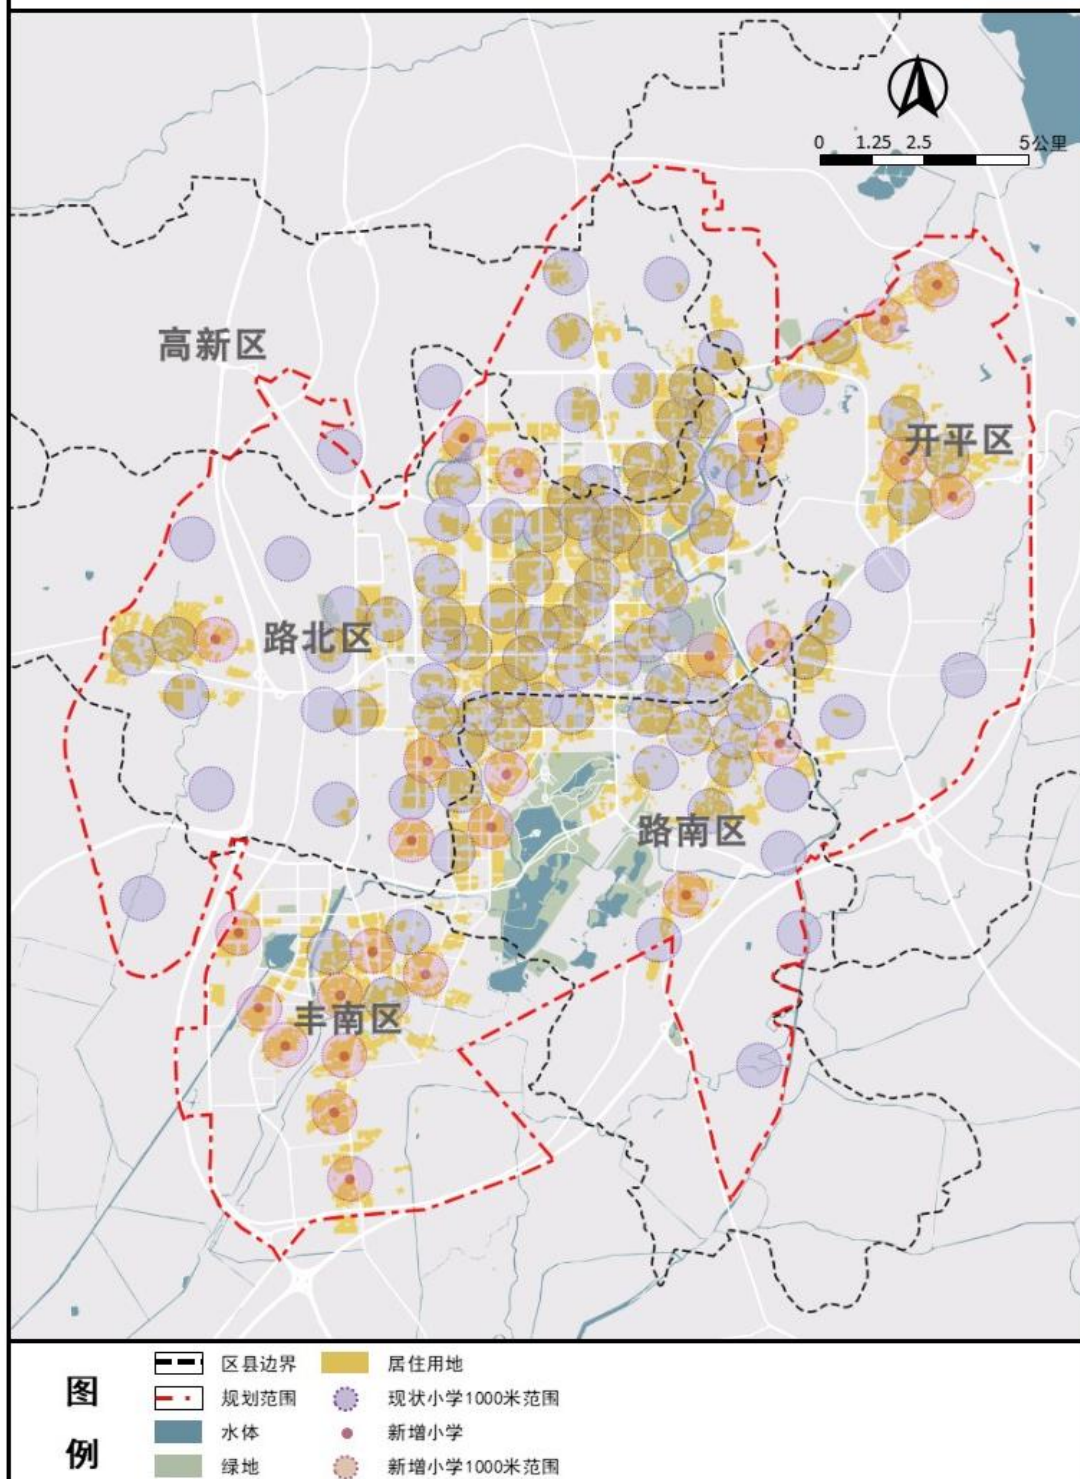 0 1.25 2.5 5公里
高新区
开平区
路北区
路南区
丰南区
图例
区县边界 居住用地
规划范围 现状小学1000米范围
水体 新增小学
绿地 新增小学1000米范围